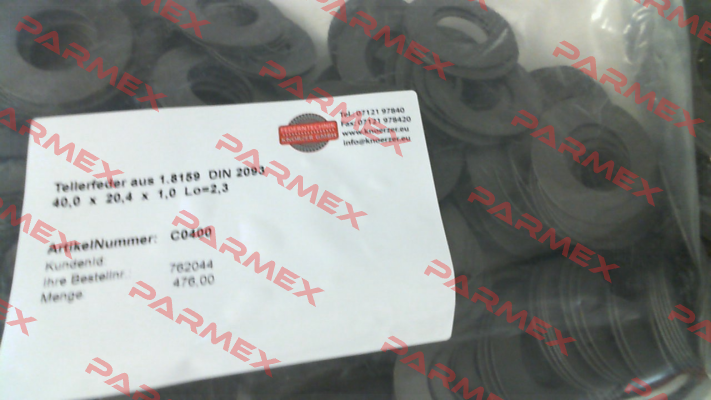 Tel. 07121 97840
Fax: 07121 978420
www.knoerzer.eu
info@knoerzer.eu
Tellerfeder aus 1.8159 DIN 2093
40,0 x 20,4 x 1,0 Lo=2,3
ArtikelNummer: C0400
KundenId:
Ihre Bestellnr.: 762044
Menge: 476,00
PARMEX
PARMEX
PARMEX
PARMEX
PARMEX
PARMEX
PARMEX
PARMEX
PARMEX